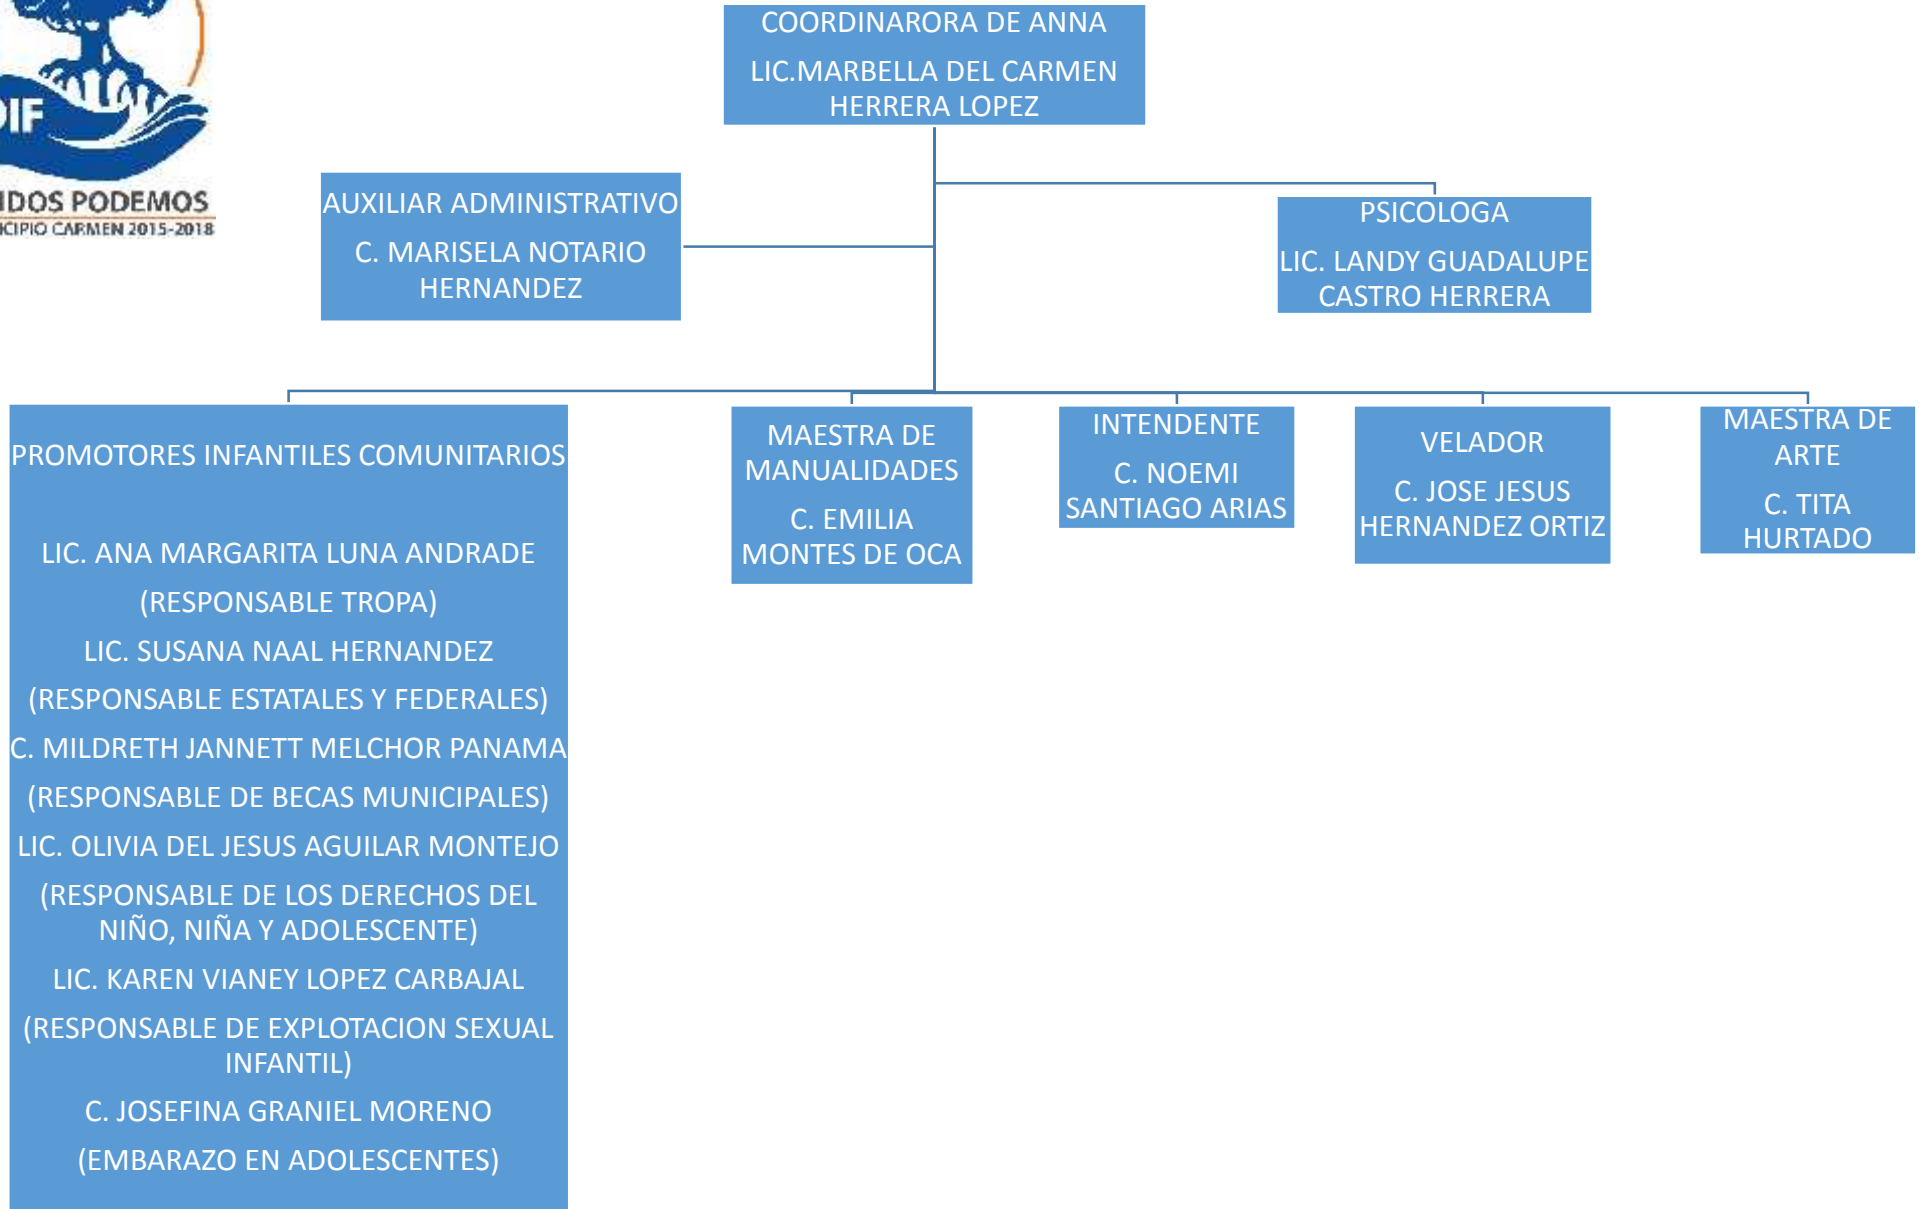 DIF
PODEMOS
CARMEN 2015-2018
COORDINARORA DE ANNA
LIC.MARBELLA DEL CARMEN
HERRERA LOPEZ
AUXILIAR ADMINISTRATIVO
C. MARISELA NOTARIO
HERNANDEZ
PSICOLOGA
LIC. LANDY GUADALUPE
CASTRO HERRERA
PROMOTORES INFANTILES COMUNITARIOS
LIC. ANA MARGARITA LUNA ANDRADE
(RESPONSABLE TROPA)
LIC. SUSANA NAAL HERNANDEZ
(RESPONSABLE ESTATALES Y FEDERALES)
C. MILDRETH JANNETT MELCHOR PANAMA
(RESPONSABLE DE BECAS MUNICIPALES)
LIC. OLIVIA DEL JESUS AGUILAR MONTEJO
(RESPONSABLE DE LOS DERECHOS DEL
NIÑO, NIÑA Y ADOLESCENTE)
LIC. KAREN VIANEY LOPEZ CARBAJAL
(RESPONSABLE DE EXPLOTACION SEXUAL
INFANTIL)
C. JOSEFINA GRANIEL MORENO
(EMBARAZO EN ADOLESCENTES)
MAESTRA DE
MANUALIDADES
C. EMILIA
MONTES DE OCA
INTENDENTE
C. NOEMI
SANTIAGO ARIAS
VELADOR
C. JOSE JESUS
HERNANDEZ ORTIZ
MAESTRA DE
ARTE
C. TITA
HURTADO